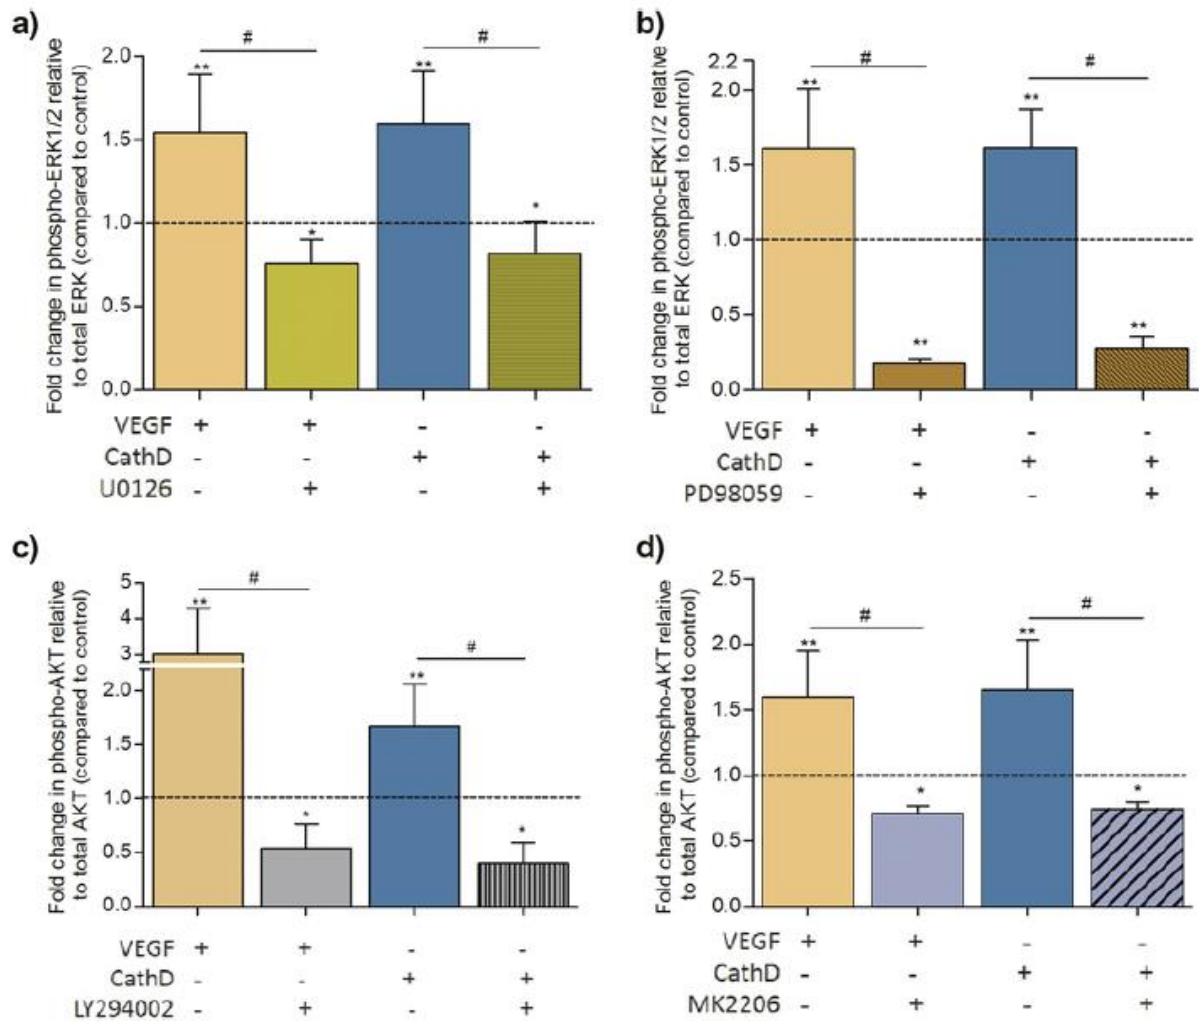 a)
Fold change in phospho-ERK1/2 relative
to total ERK (compared to control)
2.0
1.5
1.0
0.5
0.0
** # * ** # *
VEGF + + - -
CathD - - + +
U0126 - + - +
b)
Fold change in phospho-ERK1/2 relative
to total ERK (compared to control)
2.2
2.0
1.5
1.0
0.5
0.0
** # ** ** # **
VEGF + + - -
CathD - - + +
PD98059 - + - +
c)
Fold change in phospho-AKT relative
to total AKT (compared to control)
5
4
3
2.0
1.5
1.0
0.5
0.0
** # * ** # *
VEGF + + - -
CathD - - + +
LY294002 - + - +
d)
Fold change in phospho-AKT relative
to total AKT (compared to control)
2.5
2.0
1.5
1.0
0.5
0.0
** # * ** # *
VEGF + + - -
CathD - - + +
MK2206 - + - +